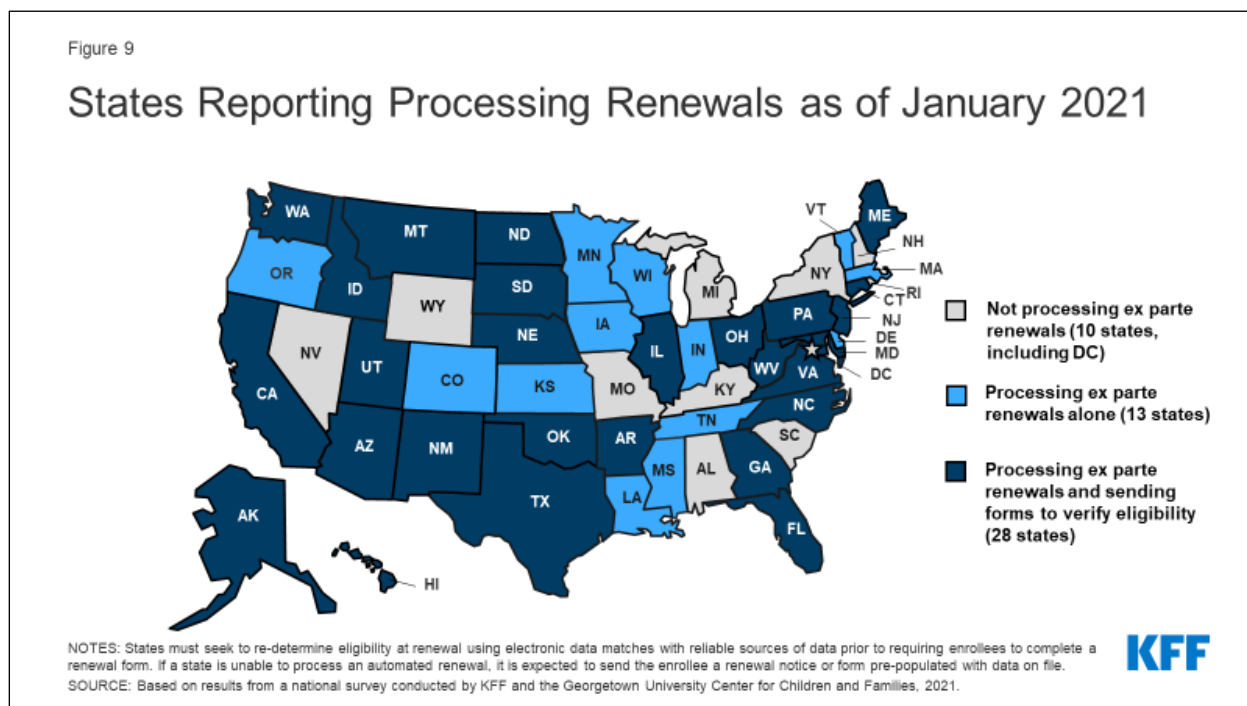 Figure 9
States Reporting Processing Renewals as of January 2021
WA
MT
ND
MN
VT
ME
NH
OR
ID
SD
WI
NY
MA
WY
MI
RI
CT
NE
IA
PA
NJ
NV
UT
CO
IL
IN
OH
DE
MD
CA
KS
MO
KY
WV
VA
DC
AZ
NM
OK
AR
TN
NC
SC
MS
AL
GA
TX
LA
AK
FL
HI
Not processing ex parte
renewals (10 states,
including DC)
Processing ex parte
renewals alone (13 states)
Processing ex parte
renewals and sending
forms to verify eligibility
(28 states)
NOTES: States must seek to re-determine eligibility at renewal using electronic data matches with reliable sources of data prior to requiring enrollees to complete a
renewal form. If a state is unable to process an automated renewal, it is expected to send the enrollee a renewal notice or form pre-populated with data on file.
SOURCE: Based on results from a national survey conducted by KFF and the Georgetown University Center for Children and Families, 2021.
KFF